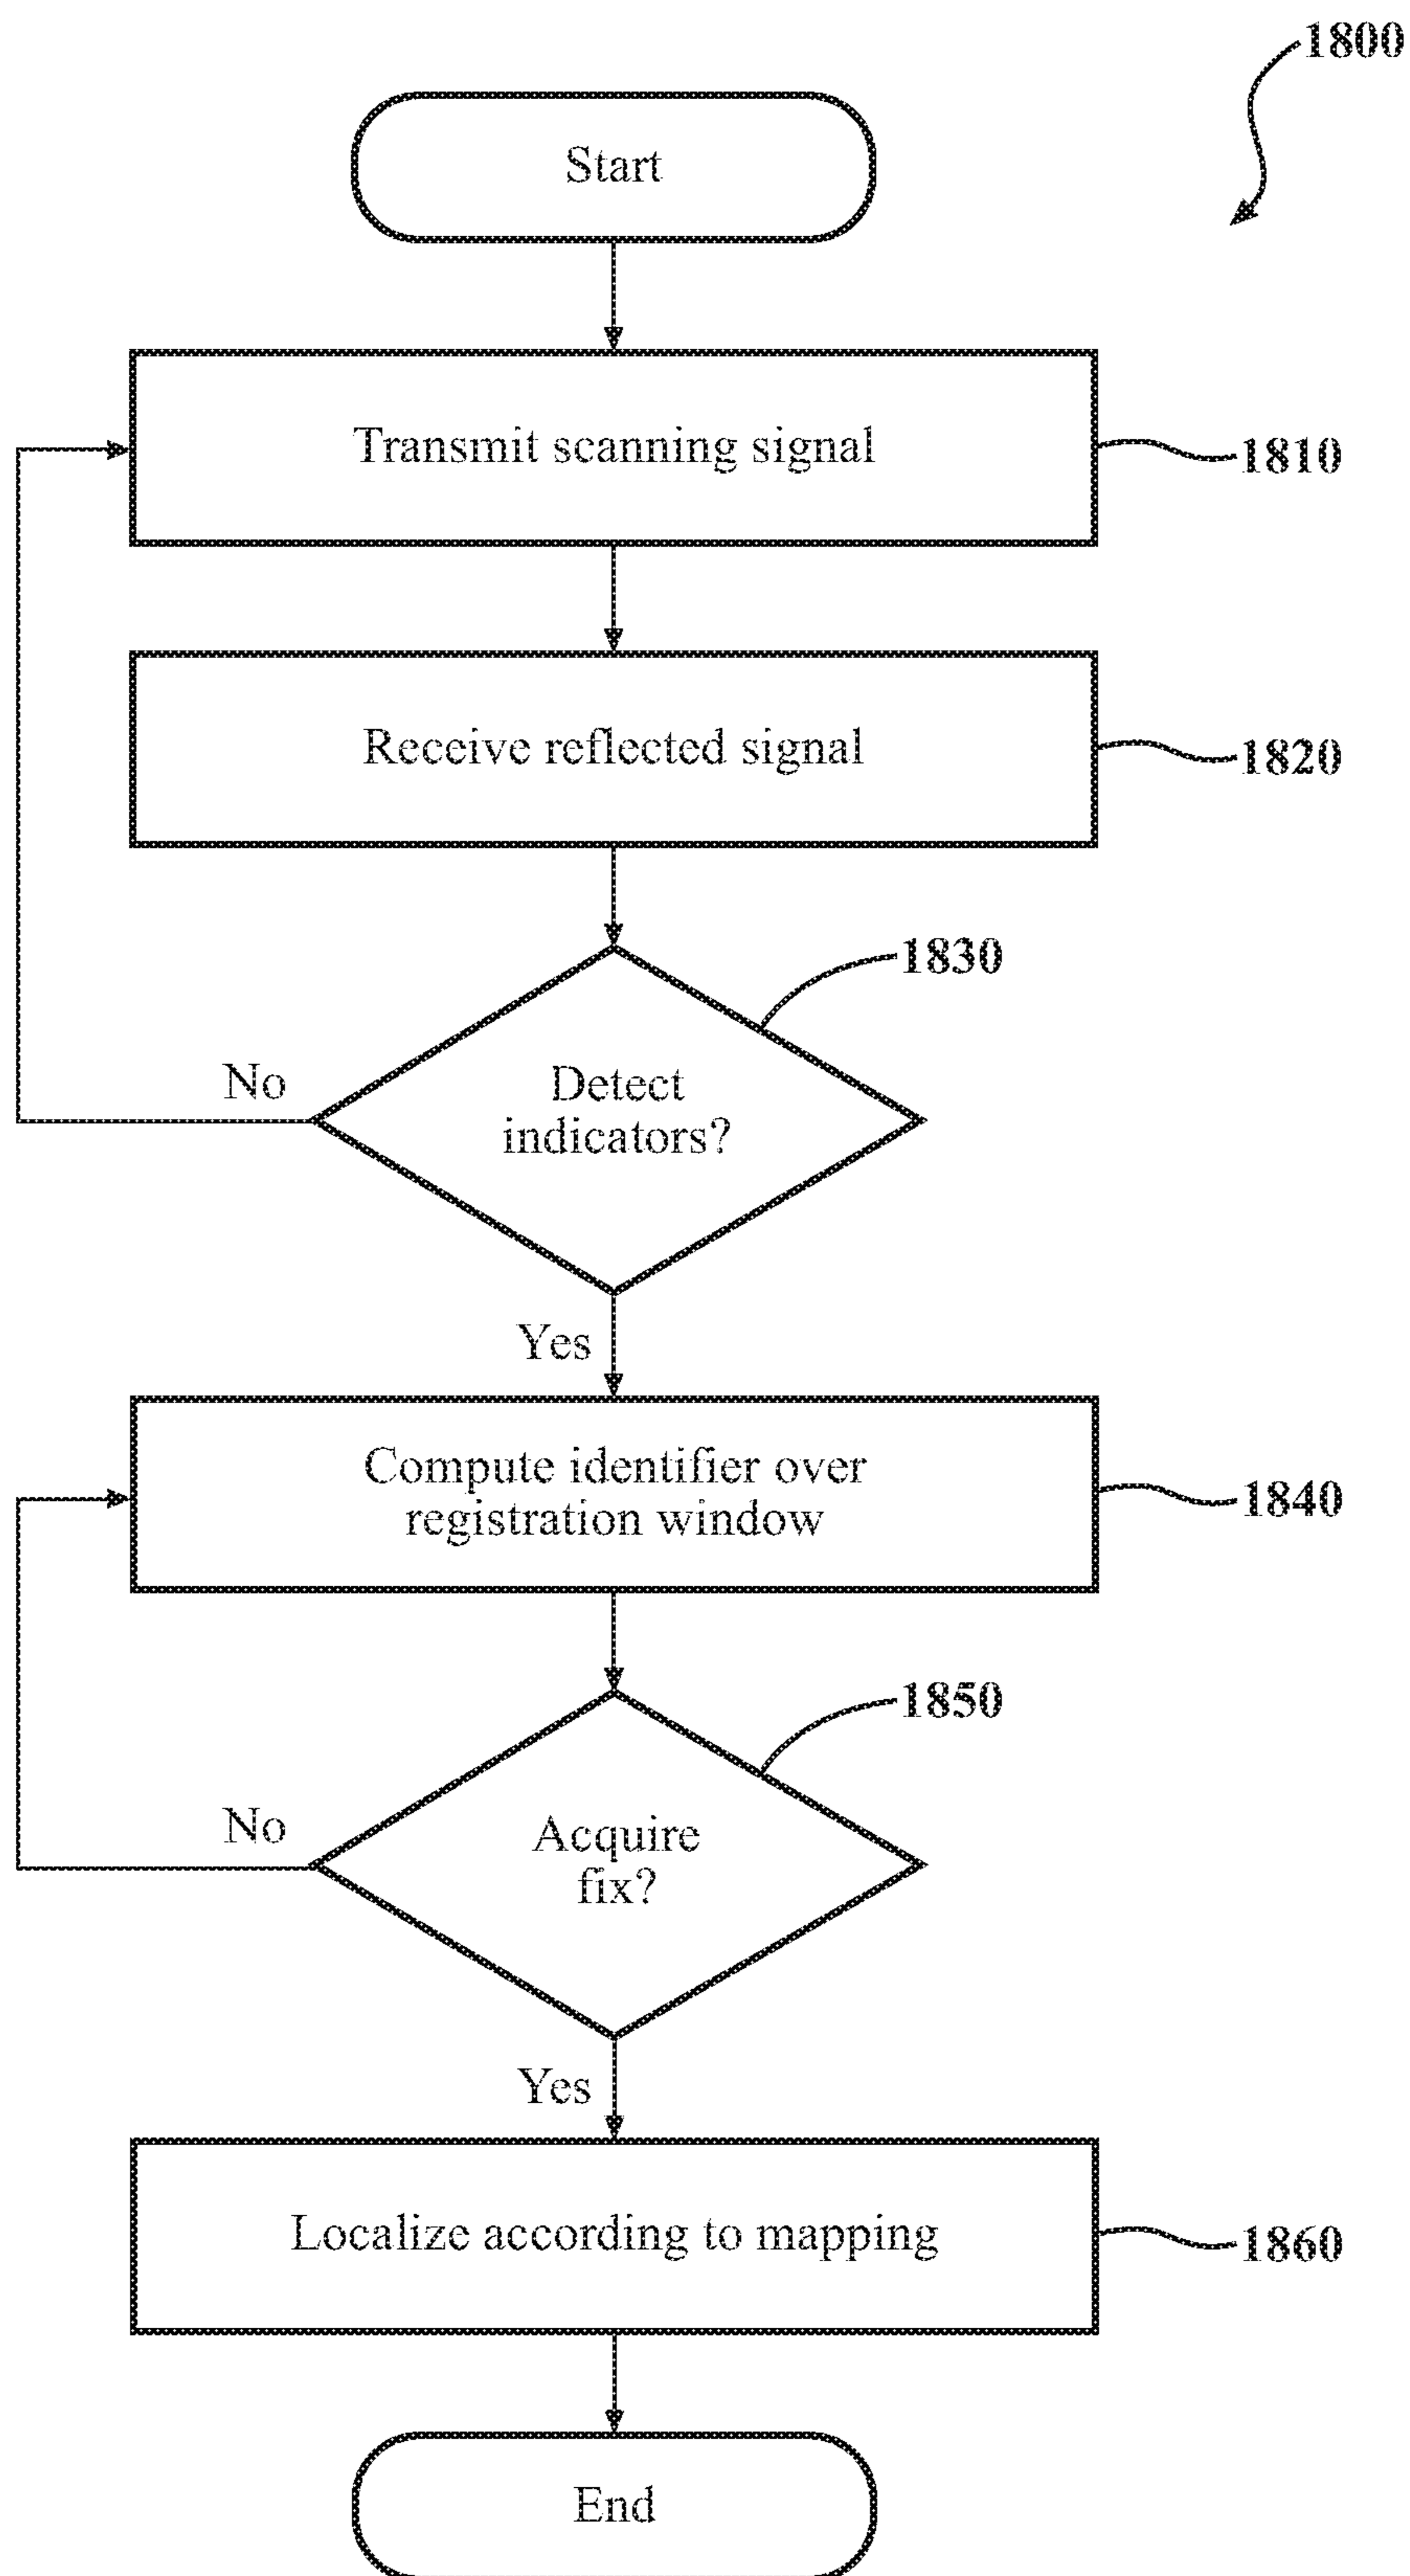 1800
Start
Transmit scanning signal
1810
Receive reflected signal
1820
1830
Detect
indicators?
No
Yes
Compute identifier over
registration window
1840
1850
Acquire
fix?
No
Yes
Localize according to mapping
1860
End